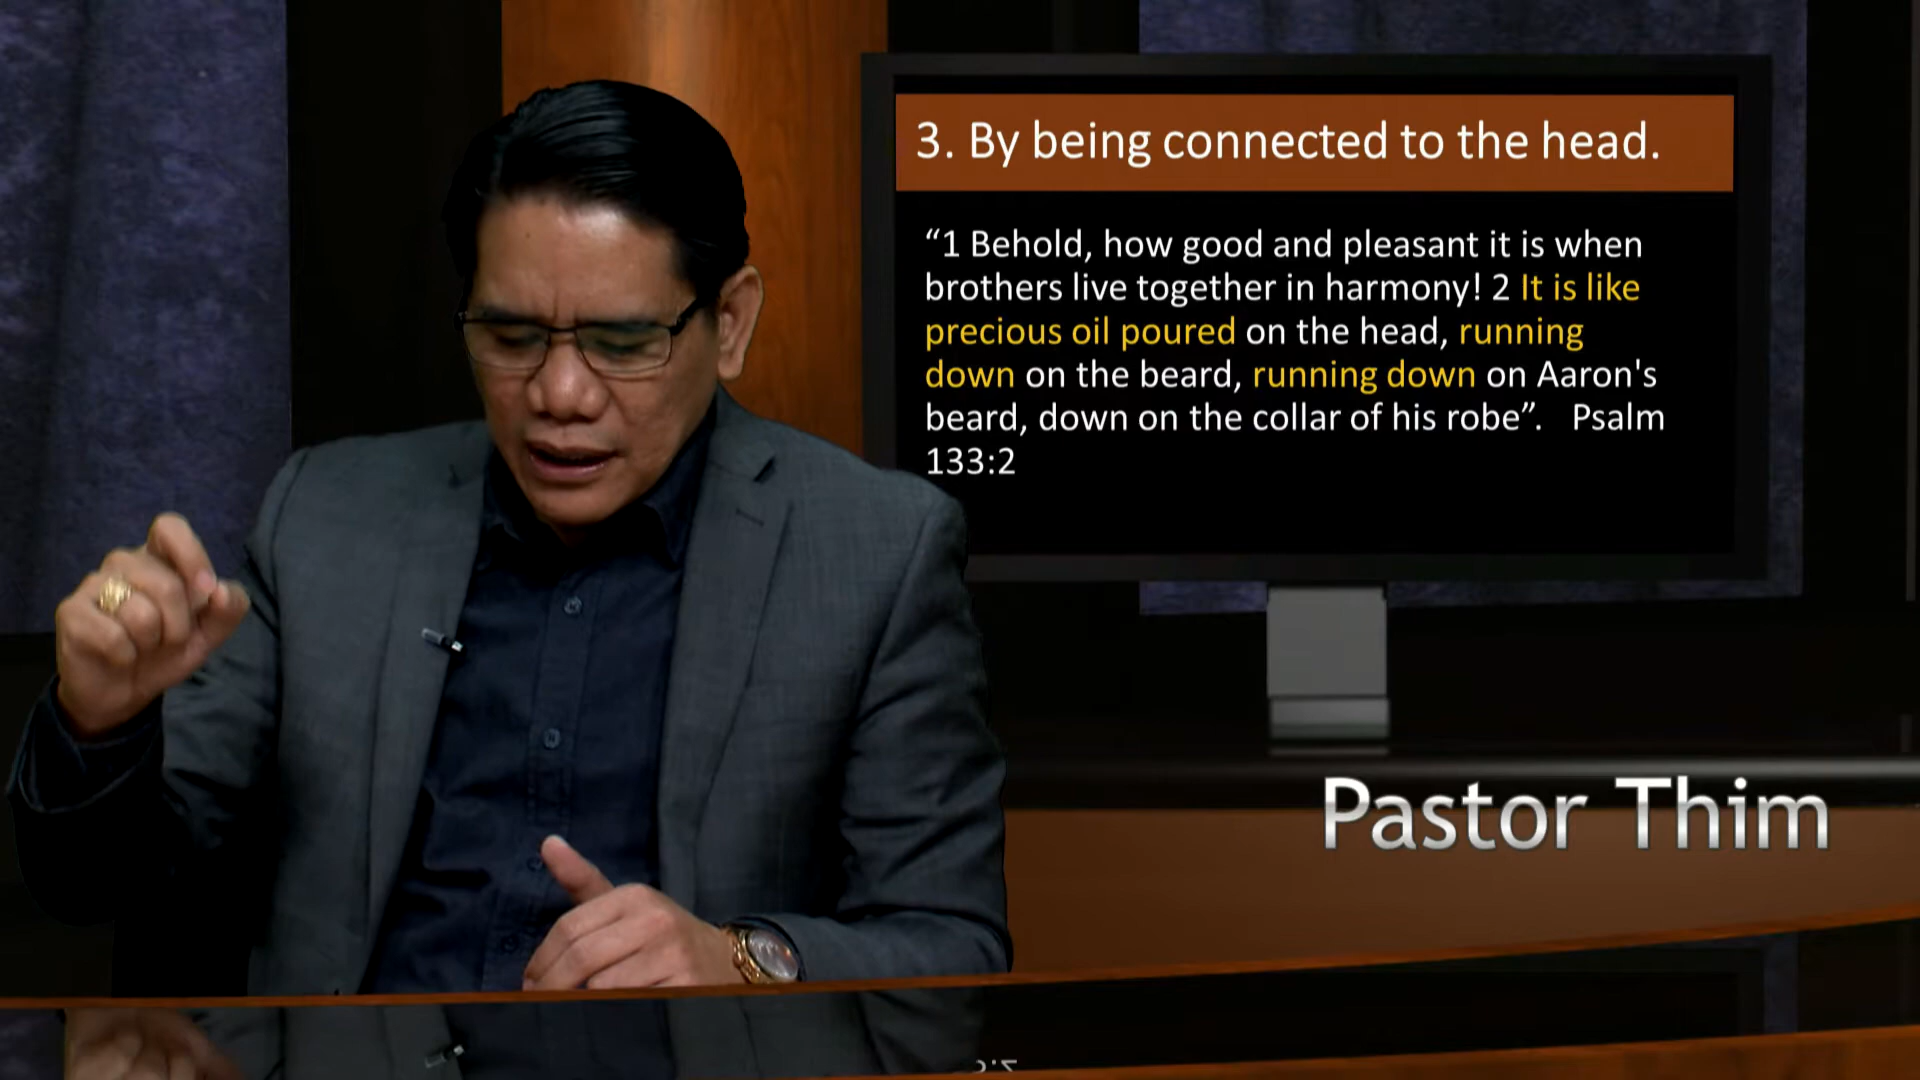 3. By being connected to the head.
“1 Behold, how good and pleasant it is when
brothers live together in harmony! 2 It is like
precious oil poured on the head, running
down on the beard, running down on Aaron's
beard, down on the collar of his robe”.   Psalm
133:2
Pastor Thim